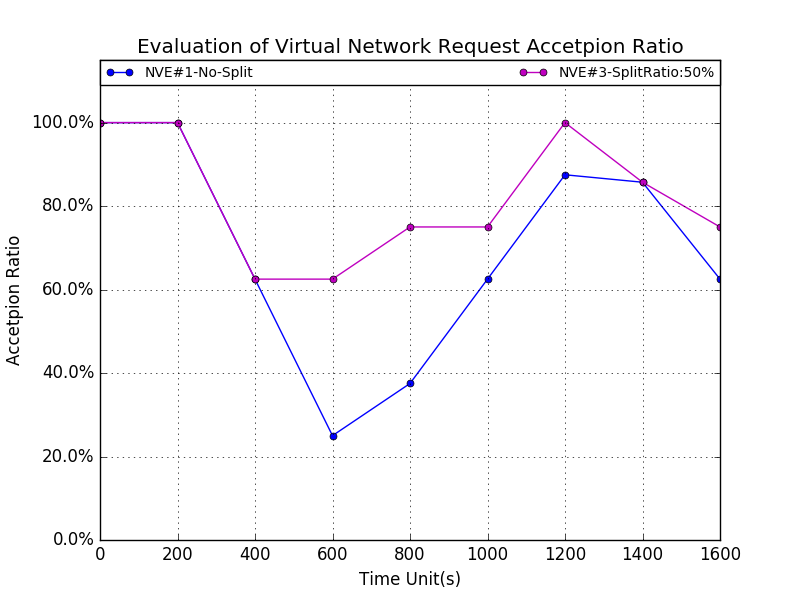 Evaluation of Virtual Network Request Accetpion Ratio
NVE#1-No-Split
NVE#3-SplitRatio:50%
100.0%
80.0%
60.0%
40.0%
20.0%
0.0%
Accetpion Ratio
0 200 400 600 800 1000 1200 1400 1600
Time Unit(s)